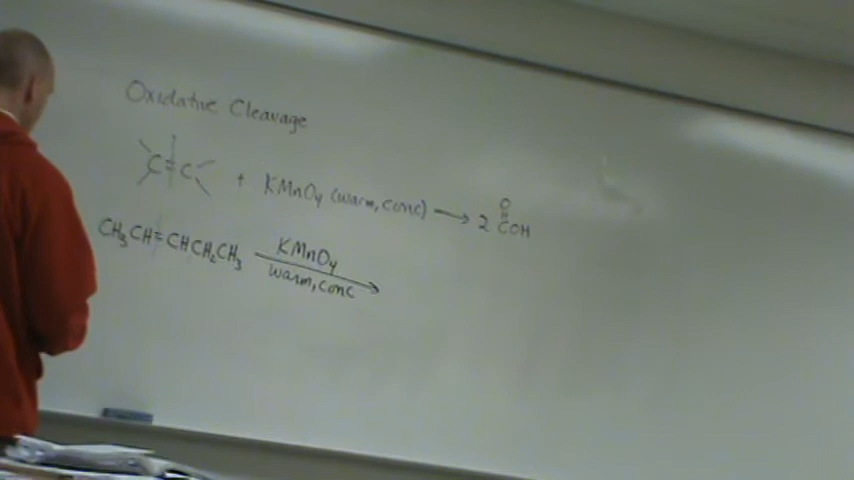 Oxidative Cleavage
C=C + KMnO4 (warm, conc) → 2 O
COH
CH3CH=CHCH2CH3 KMnO4
warm, conc →